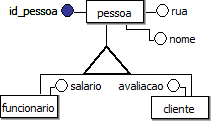 id_pessoa pessoa rua
nome
salario avaliacao
funcionario cliente